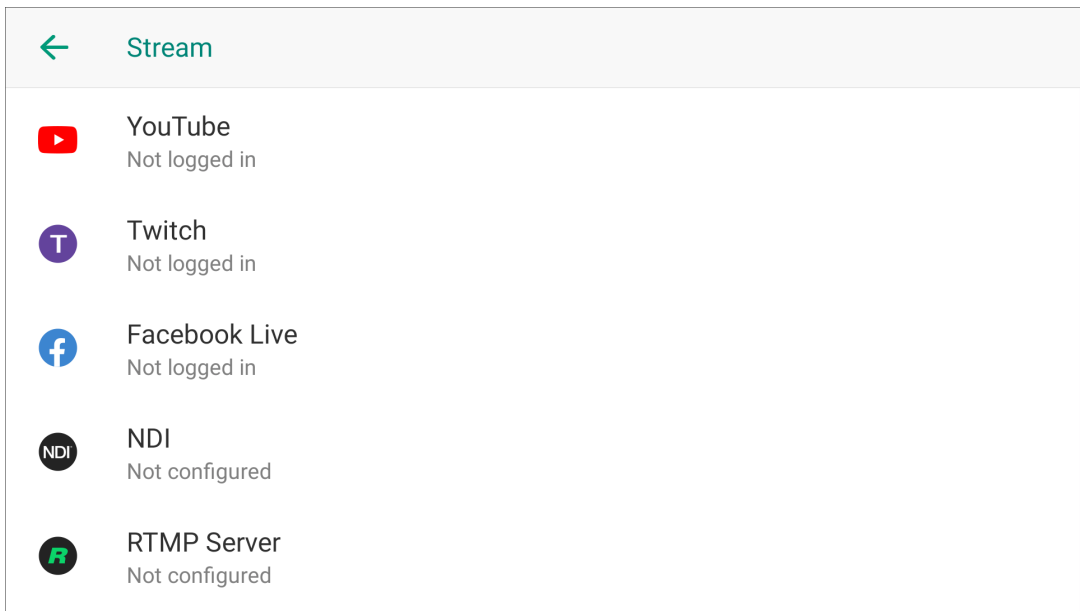 Stream
YouTube
Not logged in
T
Twitch
Not logged in
Facebook Live
Not logged in
NDI
NDI
Not configured
R
RTMP Server
Not configured